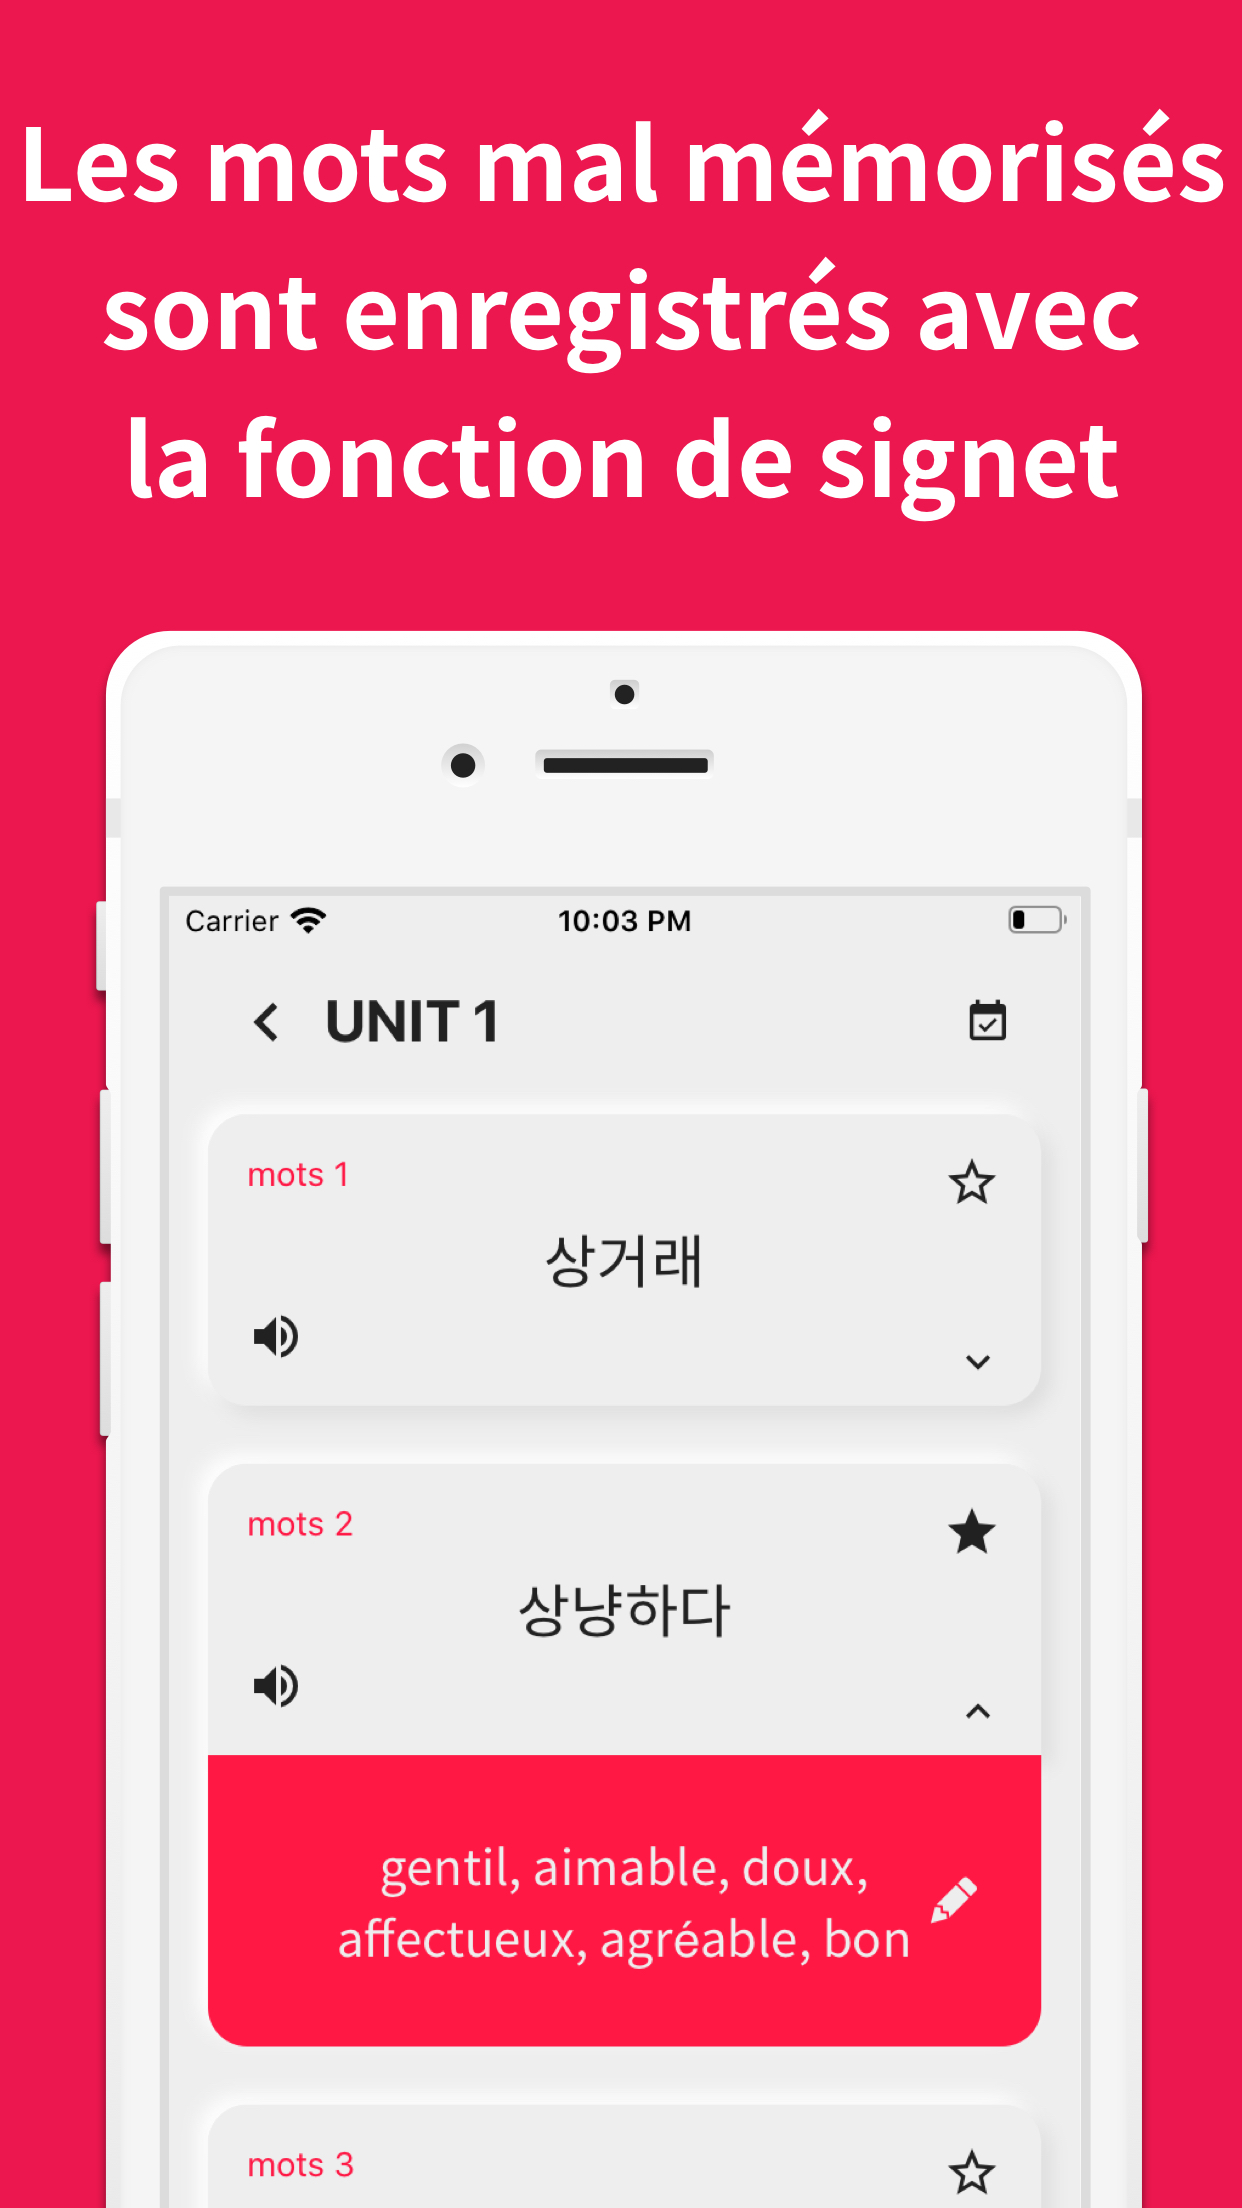 Les mots mal mémorisés
sont enregistrés avec
la fonction de signet
Carrier
10:03 PM
UNIT 1
mots 1
상거래
mots 2
상냥하다
gentil, aimable, doux,
affectueux, agréable, bon
mots 3